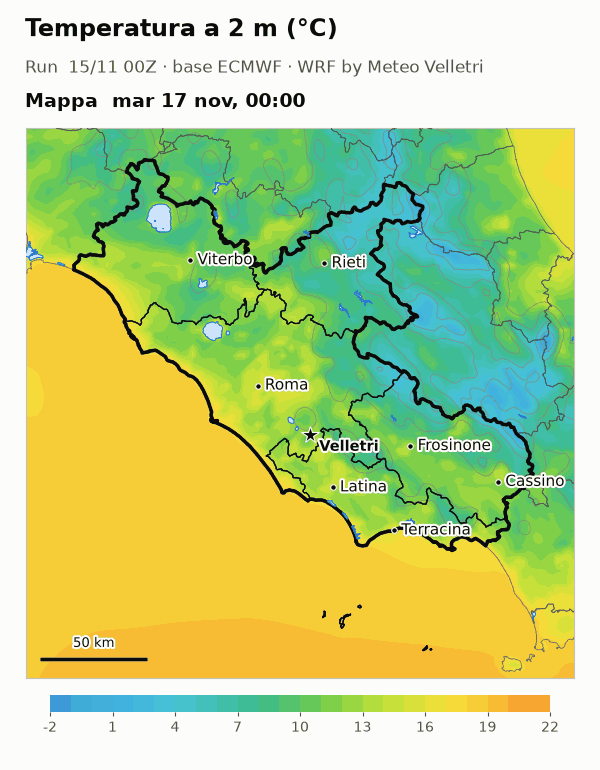 Temperatura a 2 m (°C)
Run  15/11 00Z · base ECMWF · WRF by Meteo Velletri
Mappa  mar 17 nov, 00:00
Viterbo
Rieti
Roma
Velletri
Frosinone
Cassino
Latina
Terracina
50 km
-2 1 4 7 10 13 16 19 22